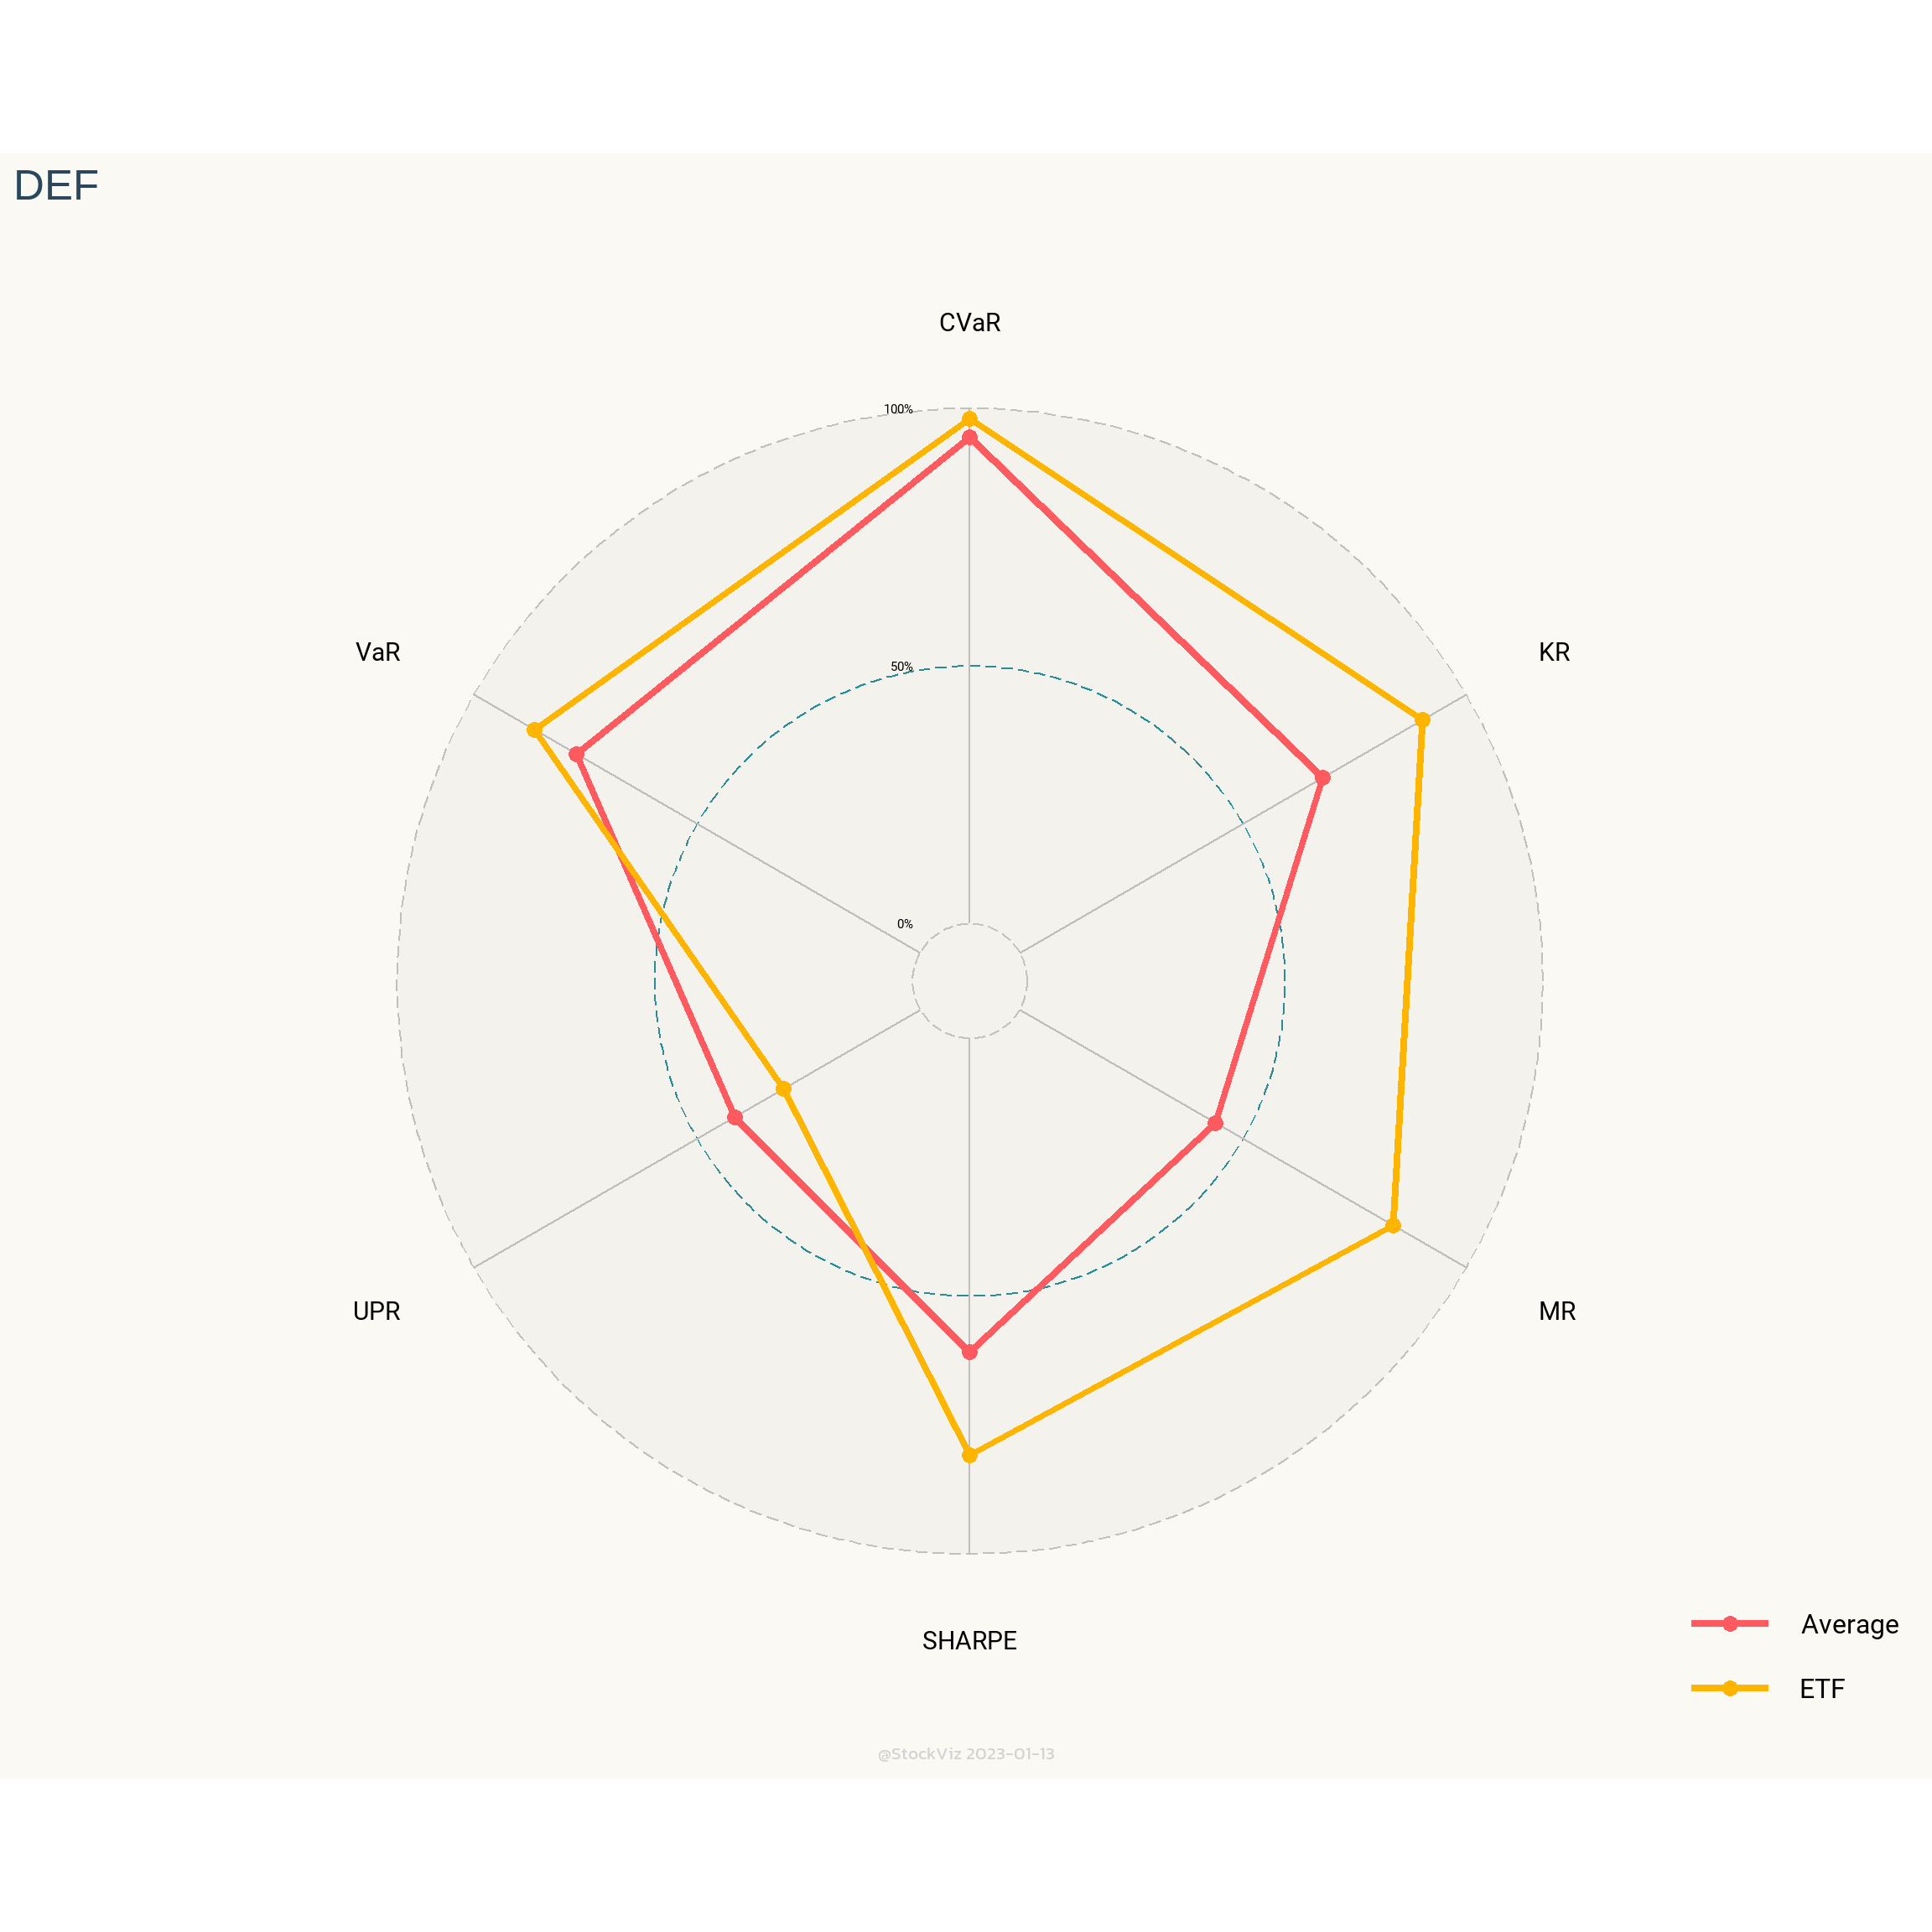 DEF
CVaR
100%
KR
VaR
50%
0%
MR
UPR
SHARPE
Average
ETF
@StockViz 2023-01-13